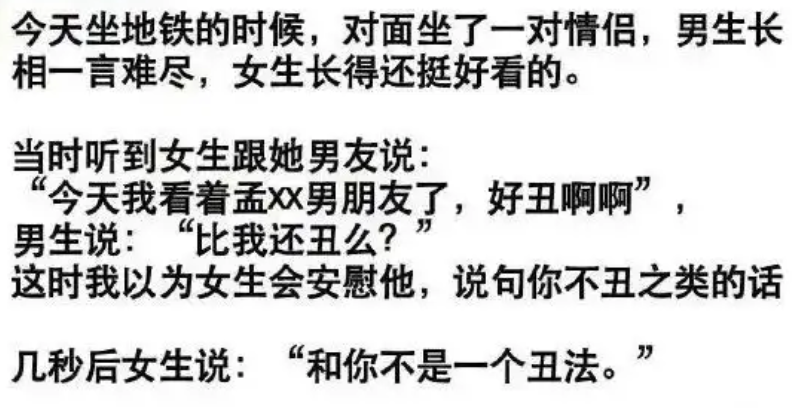 今天坐地铁的时候，对面坐了一对情侣，男生长
相一言难尽，女生长得还挺好看的。
当时听到女生跟她男友说：
“今天我看着孟xx男朋友了，好丑啊啊”，
男生说：“比我还丑么？”
这时我以为女生会安慰他，说句你不丑之类的话
几秒后女生说：“和你不是一个丑法。”